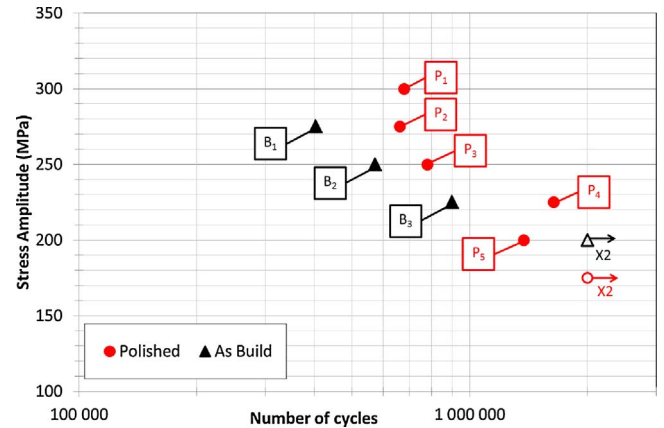 350
300
250
200
150
100
Stress Amplitude (MPa)
P1
P2
B1
P3
B2
P4
B3
P5
X2
X2
Polished
As Build
100 000
Number of cycles
1 000 000